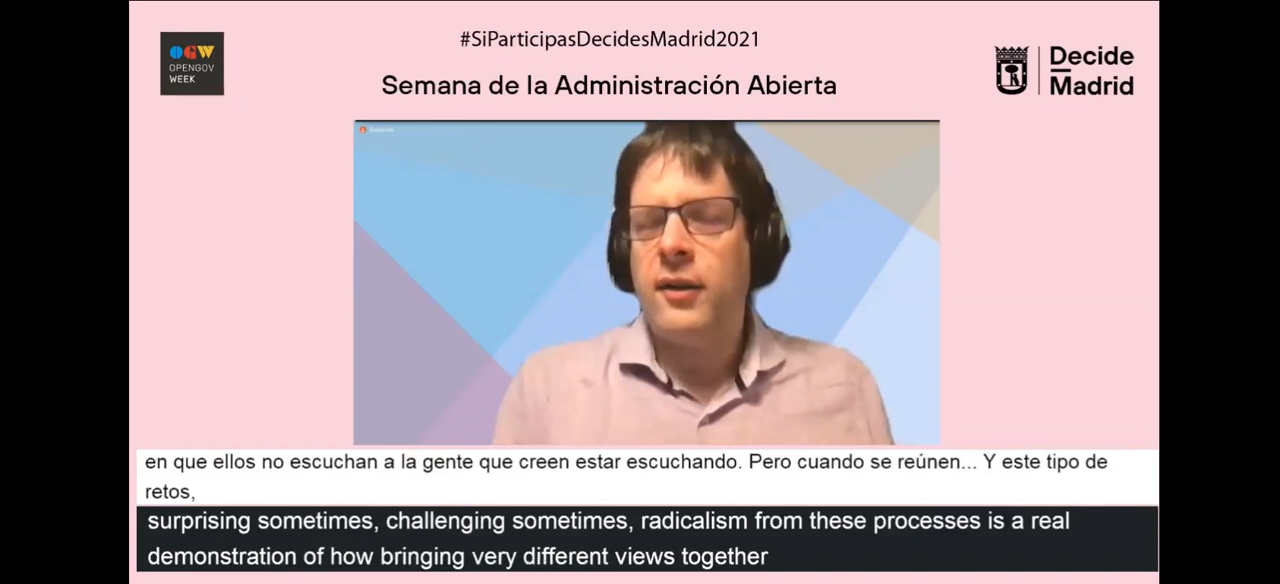 #SiParticipasDecidesMadrid2021
OGW
OPENGOV
WEEK
Semana de la Administración Abierta
Decide
Madrid
en que ellos no escuchan a la gente que creen estar escuchando. Pero cuando se reúnen... Y este tipo de
retos,
surprising sometimes, challenging sometimes, radicalism from these processes is a real
demonstration of how bringing very different views together